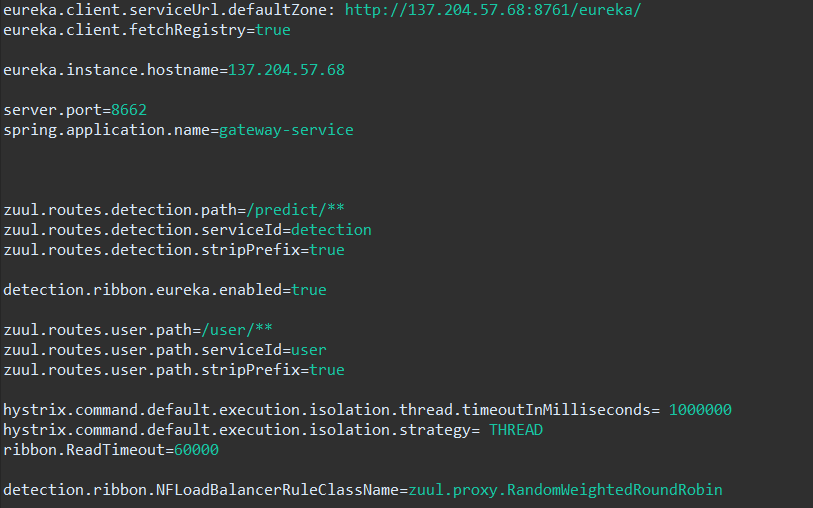 eureka.client.serviceUrl.defaultZone: http://137.204.57.68:8761/eureka/
eureka.client.fetchRegistry=true
eureka.instance.hostname=137.204.57.68
server.port=8662
spring.application.name=gateway-service
zuul.routes.detection.path=/predict/**
zuul.routes.detection.serviceId=detection
zuul.routes.detection.stripPrefix=true
detection.ribbon.eureka.enabled=true
zuul.routes.user.path=/user/**
zuul.routes.user.path.serviceId=user
zuul.routes.user.path.stripPrefix=true
hystrix.command.default.execution.isolation.thread.timeoutInMilliseconds= 1000000
hystrix.command.default.execution.isolation.strategy= THREAD
ribbon.ReadTimeout=60000
detection.ribbon.NFLoadBalancerRuleClassName=zuul.proxy.RandomWeightedRoundRobin